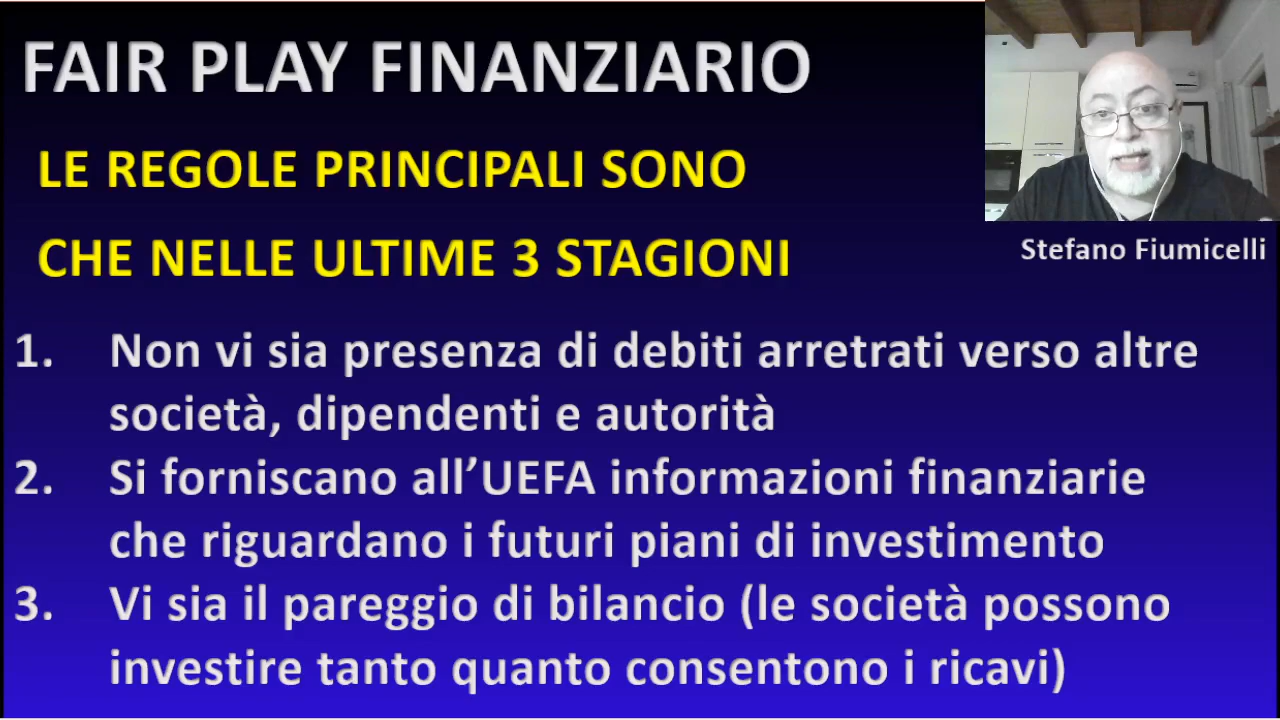 FAIR PLAY FINANZIARIO
LE REGOLE PRINCIPALI SONO
CHE NELLE ULTIME 3 STAGIONI
Stefano Fiumicelli
1. Non vi sia presenza di debiti arretrati verso altre
società, dipendenti e autorità
2. Si forniscano all’UEFA informazioni finanziarie
che riguardano i futuri piani di investimento
3. Vi sia il pareggio di bilancio (le società possono
investire tanto quanto consentono i ricavi)